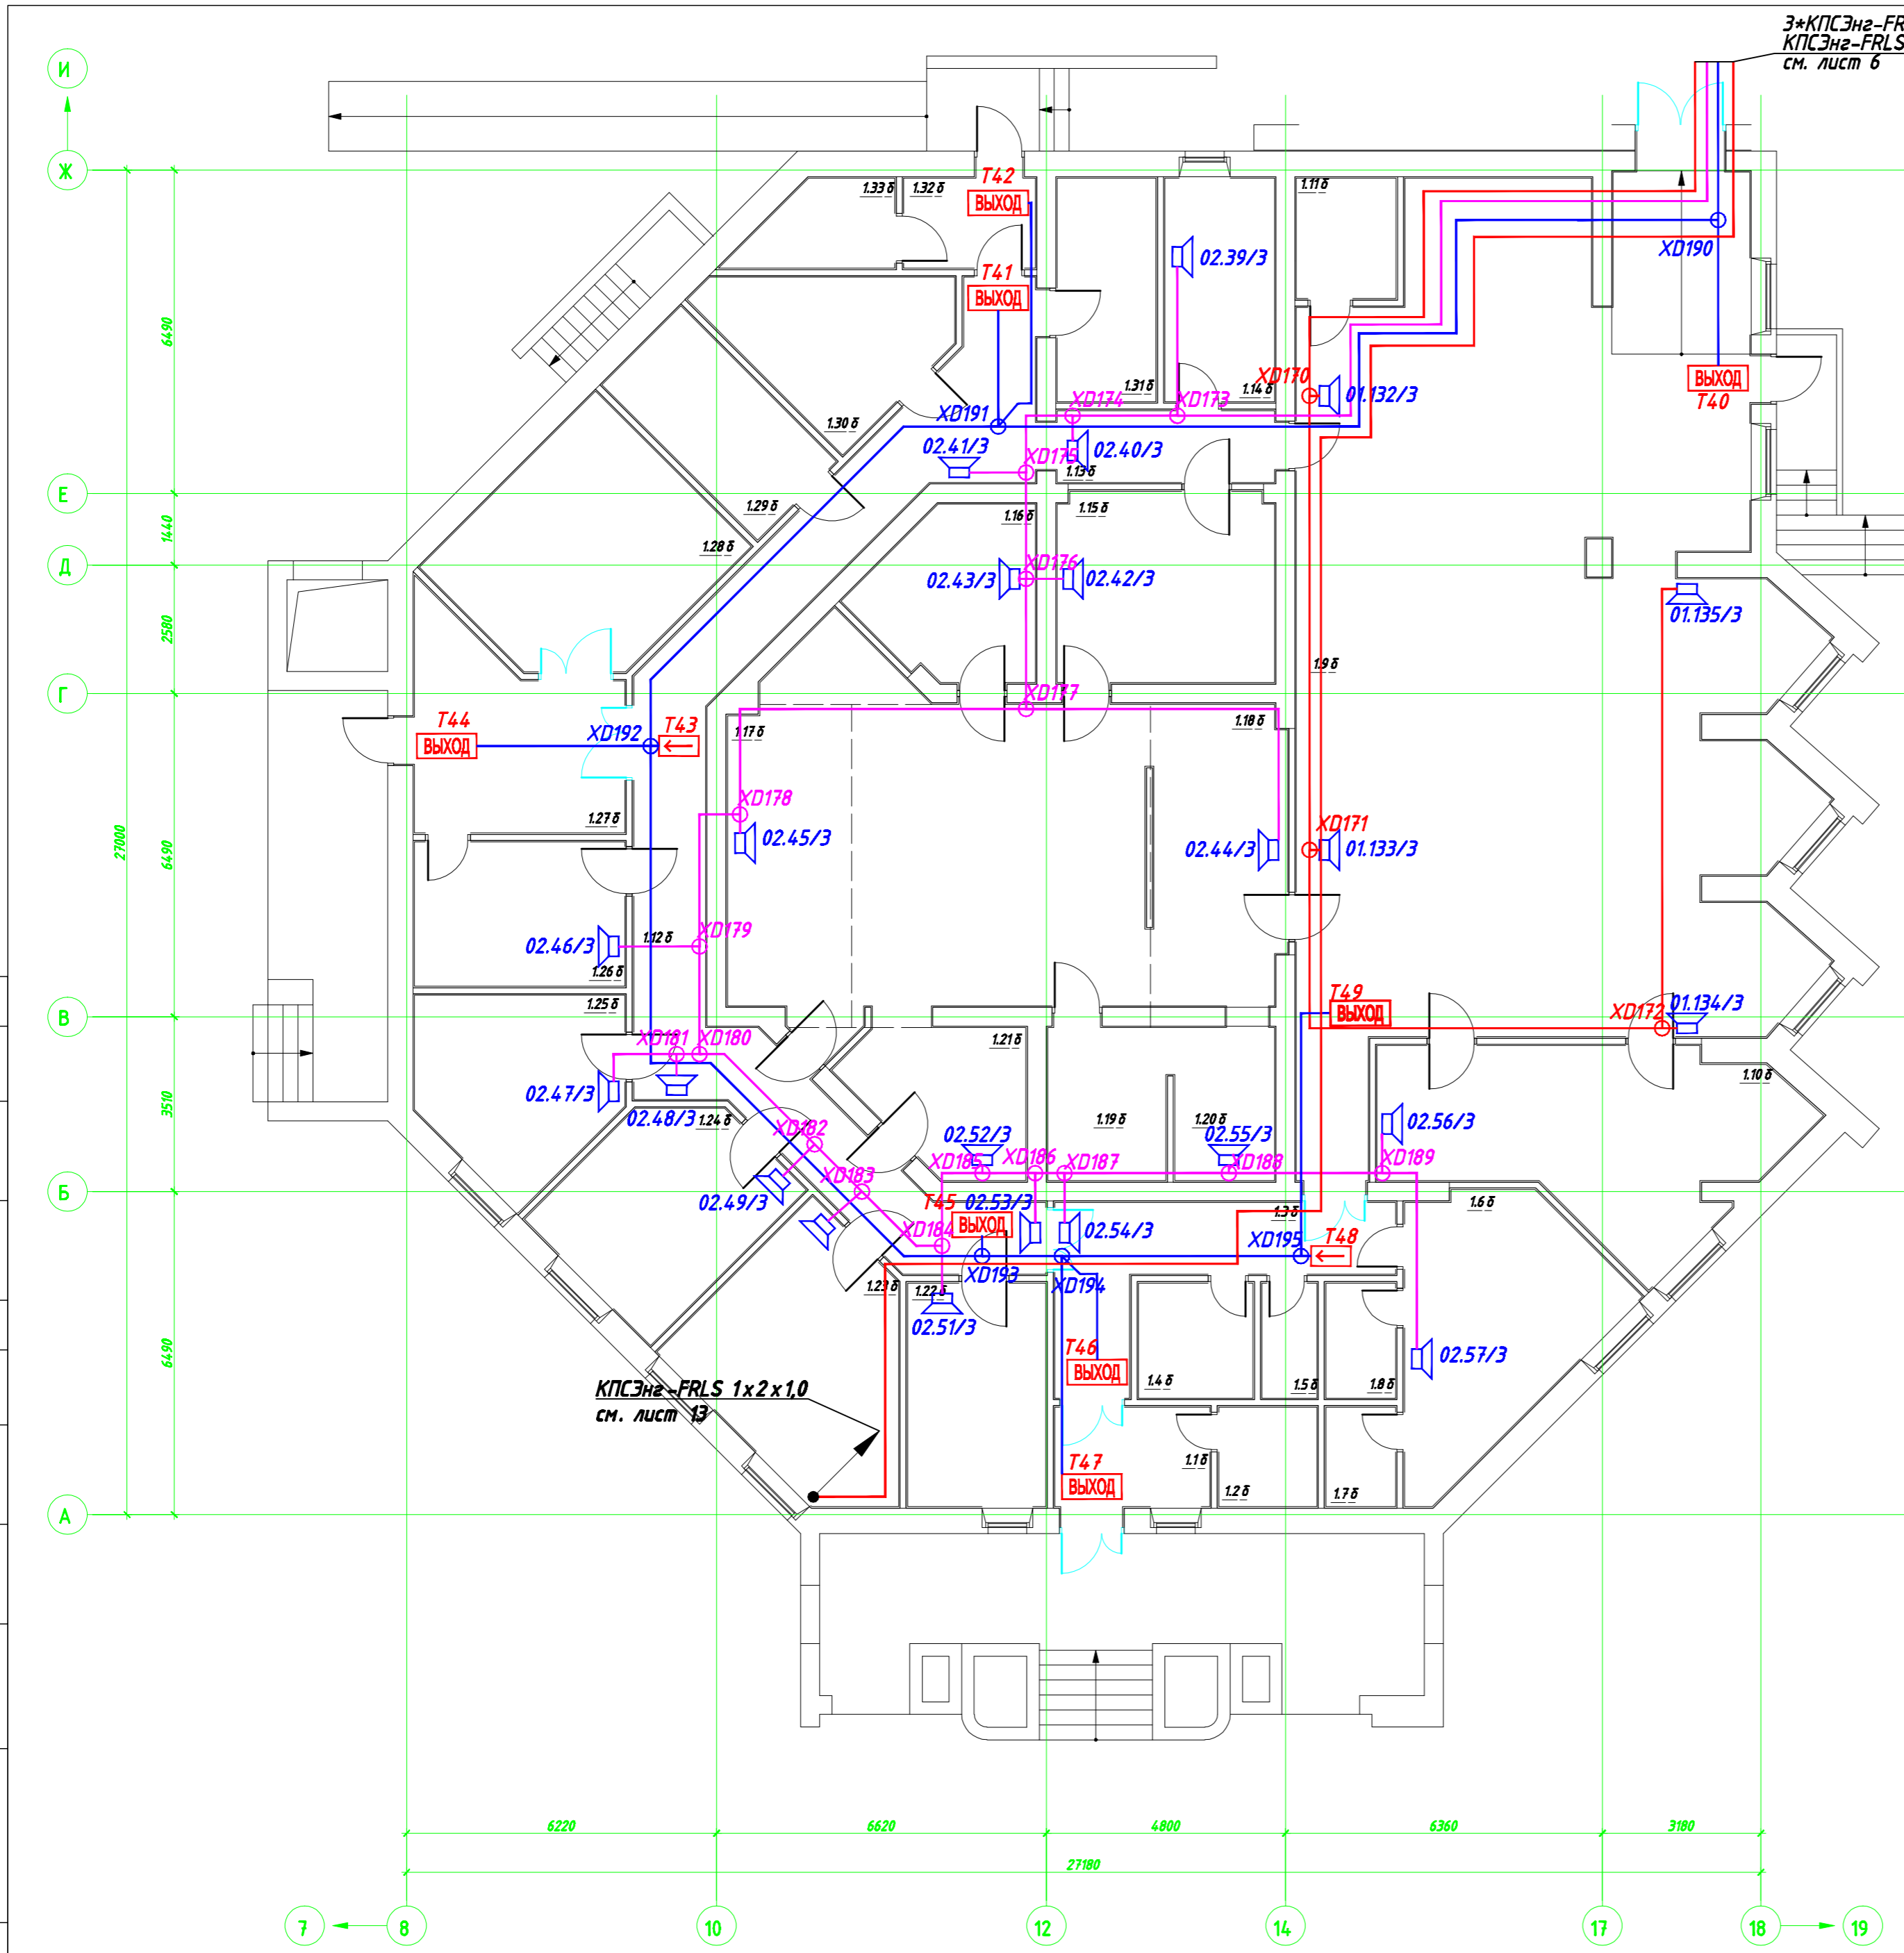 3*КПСЭнг-FR
КПСЭнг-FRLS
см. лист 6
И
Ж
1.33 б
1.32 б
Т42
ВЫХОД
1.11 б
02.39/3
XD190
Т41
ВЫХОД
6490
XD170
01.132/3
ВЫХОД
Т40
1.31 б
1.14 б
XD174
XD173
XD191
1.30 б
02.41/3
02.40/3
XD175
1.13 б
Е
1.29 б
1.16 б
1.15 б
1440
1.28 б
Д
XD176
02.43/3
02.42/3
01.135/3
2580
1.9 б
Г
XD177
Т44
ВЫХОД
XD192
Т43
1.17 б
1.18 б
XD178
1.27 б
27000
6490
02.45/3
02.44/3
XD171
01.133/3
XD179
02.46/3
1.12 б
1.26 б
1.25 б
Т49
ВЫХОД
XD172
01.134/3
В
XD181
XD180
1.21 б
1.10 б
02.47/3
3510
02.48/3
1.24 б
1.19 б
1.20 б
02.56/3
XD182
02.52/3
02.55/3
XD185
XD186
XD187
XD188
XD189
Б
XD183
02.49/3
Т45
02.53/3
ВЫХОД
02.54/3
1.3 б
1.6 б
XD184
XD195
Т48
XD193
XD194
1.23 б
1.22 б
02.51/3
6490
Т46
ВЫХОД
02.57/3
КПСЭнг-FRLS 1x2x1,0
см. лист 13
1.4 б
1.5 б
1.8 б
Т47
ВЫХОД
1.1 б
1.2 б
1.7 б
А
6220
6620
4800
6360
3180
27180
7
8
10
12
14
17
18
19